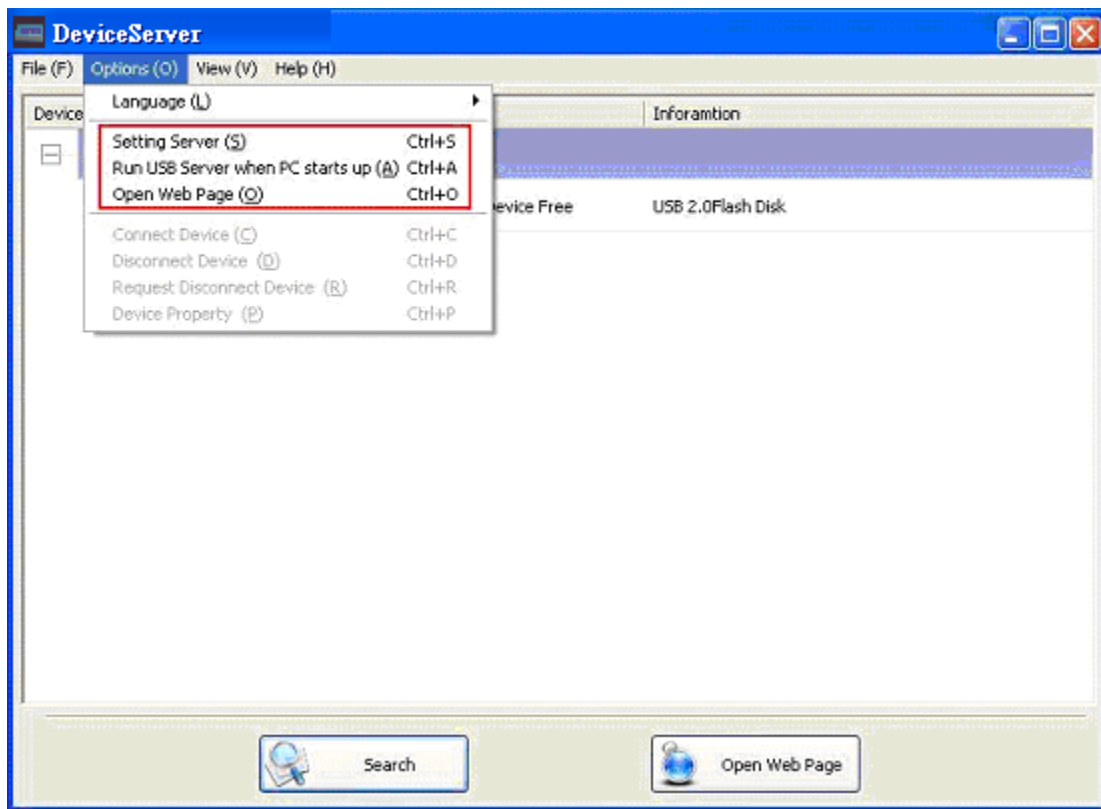 DeviceServer
File (F) Options (O) View (V) Help (H)
Device Inforamtion
Language (L)
Setting Server (S) Ctrl+S
Run USB Server when PC starts up (A) Ctrl+A
Open Web Page (O) Ctrl+O
evice Free USB 2.0Flash Disk
Connect Device (C) Ctrl+C
Disconnect Device (D) Ctrl+D
Request Disconnect Device (R) Ctrl+R
Device Property (P) Ctrl+P
Search Open Web Page